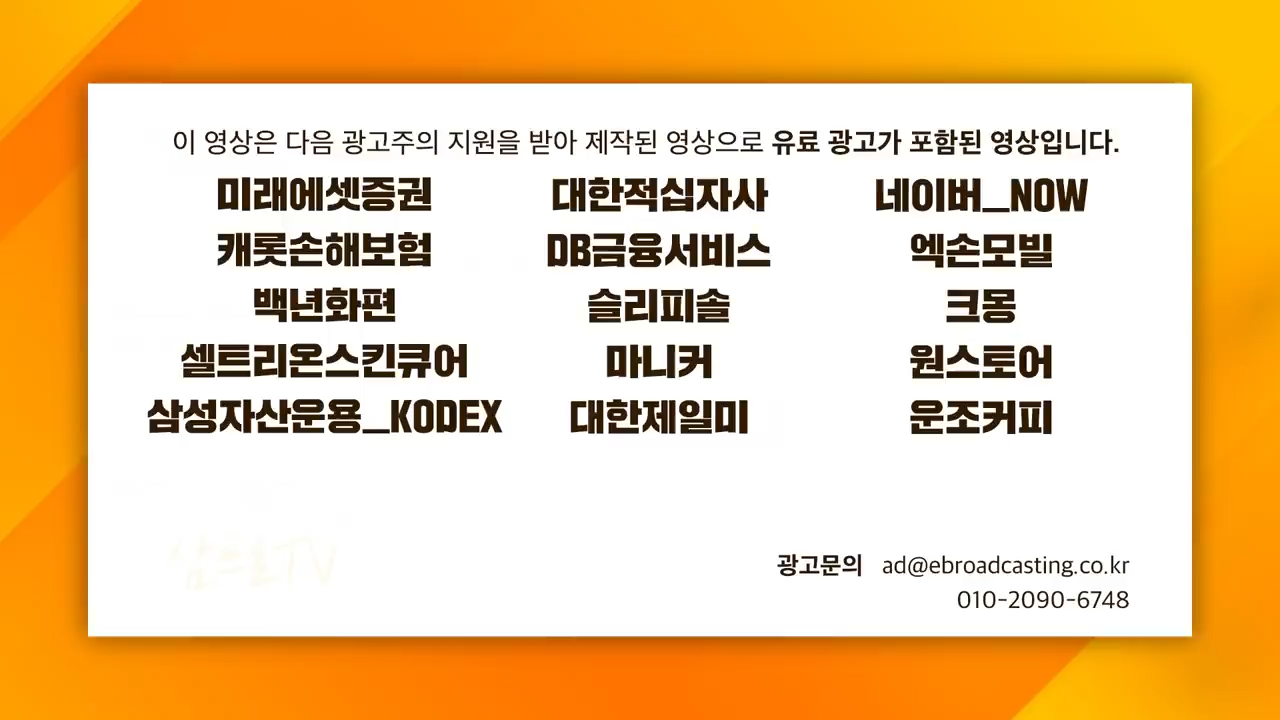 이 영상은 다음 광고주의 지원을 받아 제작된 영상으로 유료 광고가 포함된 영상입니다.
미래에셋증권 대한적십자사 네이버_NOW
캐롯손해보험 DB금융서비스 엑손모빌
백년화편 슬리피솔 크몽
셀트리온스킨큐어 마니커 원스토어
삼성자산운용_KODEX 대한제일미 운조커피
삼프로TV
광고문의 ad@ebroadcasting.co.kr
010-2090-6748